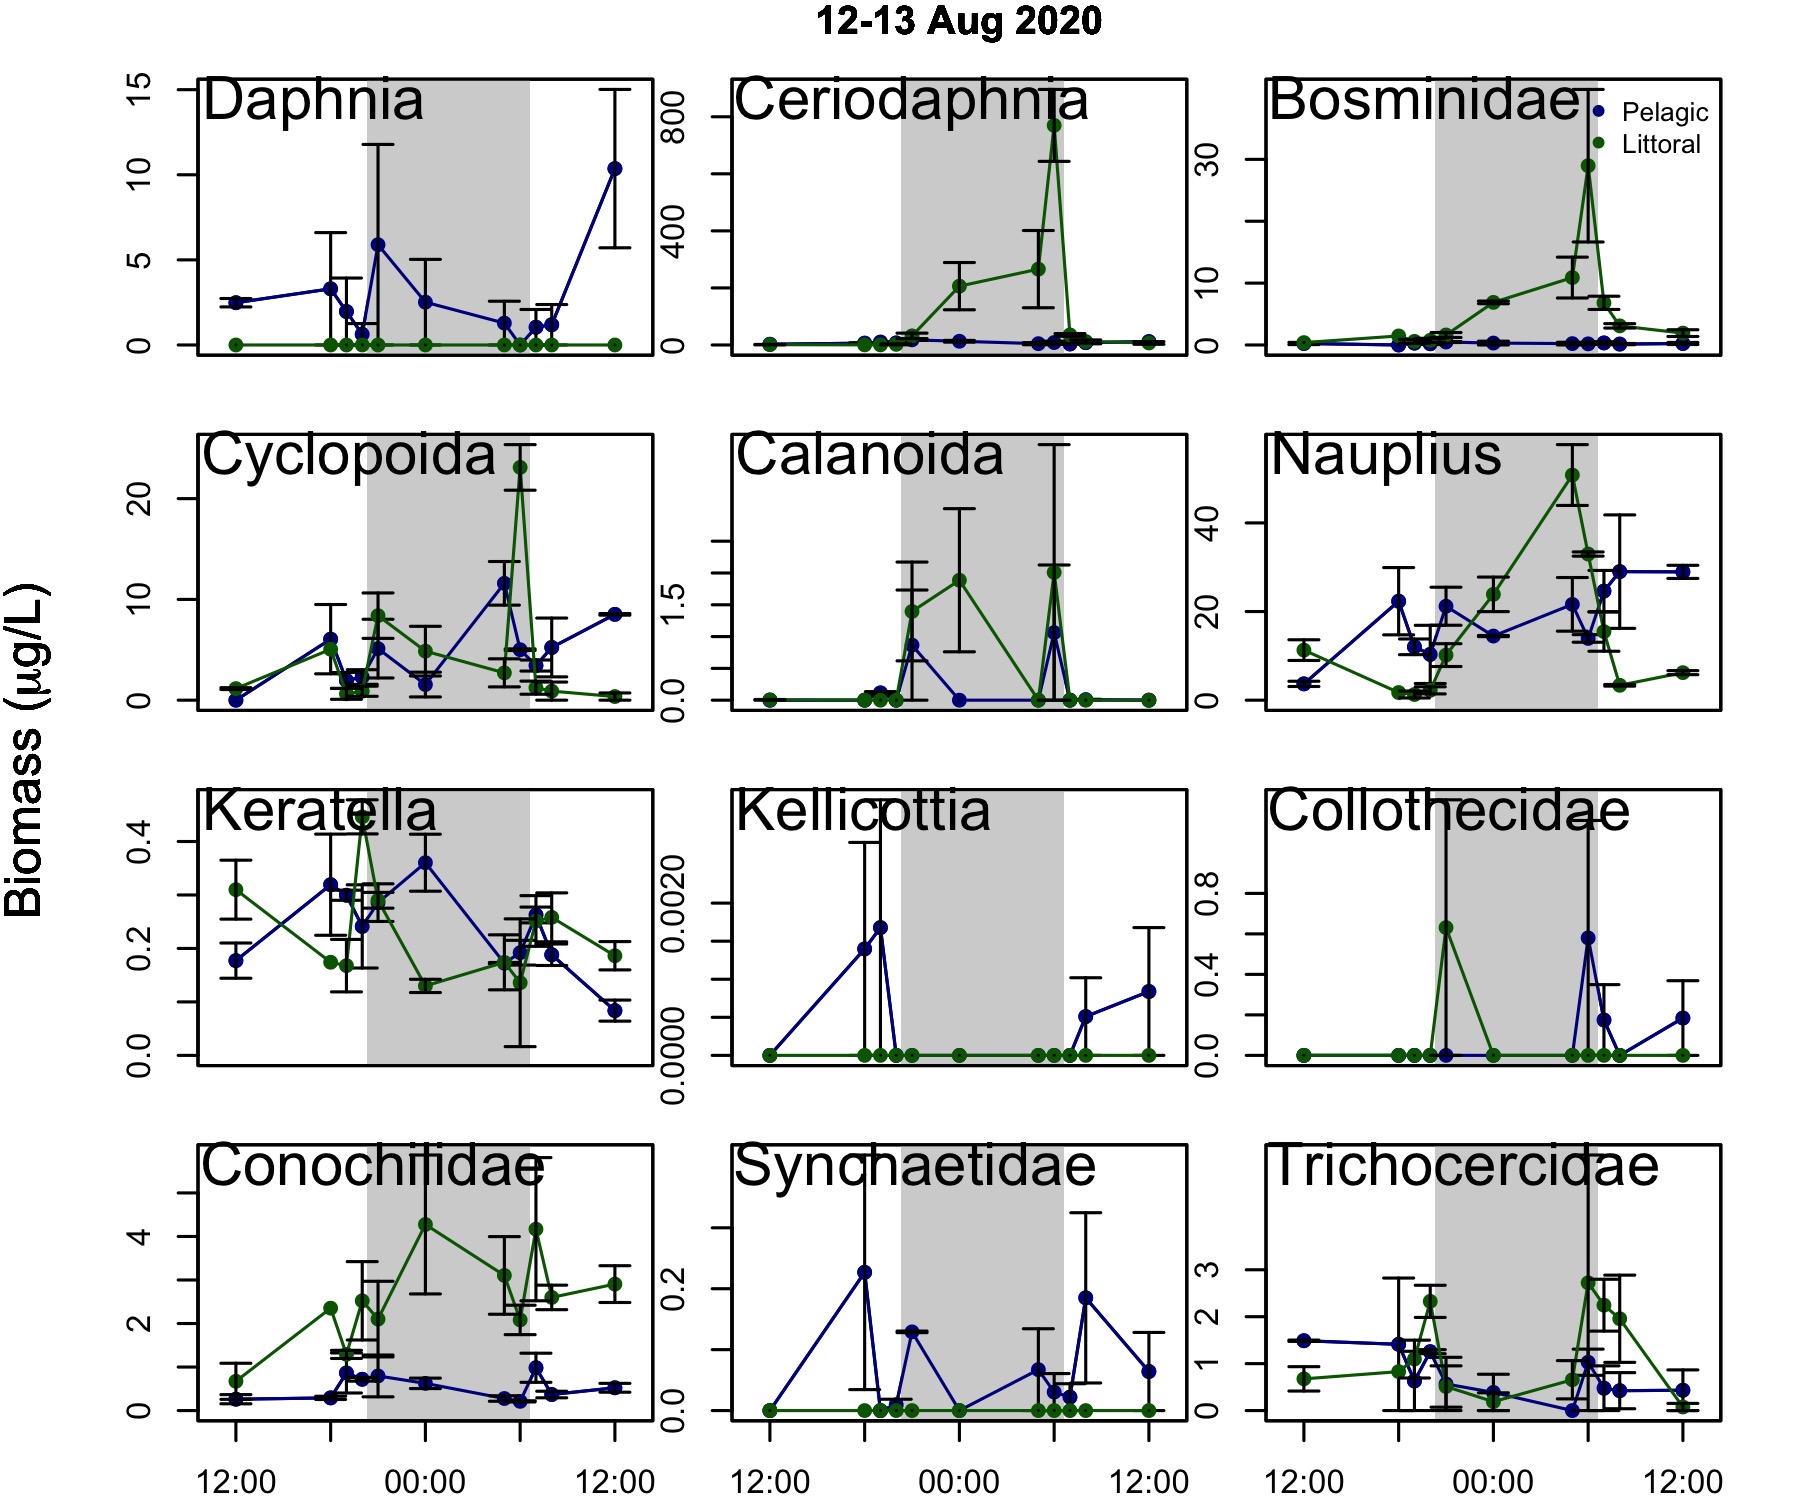 12-13 Aug 2020
Biomass (µg/L)
Daphnia
0 5 10 15
Ceriodaphnia
0 400 800
Bosminidae
0 10 30
Pelagic
Littoral
Cyclopoida
0 10 20
Calanoida
0.0 1.5
Nauplius
0 20 40
Keratella
0.0 0.2 0.4
Kellicottia
0.0000 0.0020
Collothecidae
0.0 0.4 0.8
Conochilidae
0 2 4
Synchaetidae
0.0 0.2
Trichocercidae
0 1 2 3
12:00 00:00 12:00
12:00 00:00 12:00
12:00 00:00 12:00